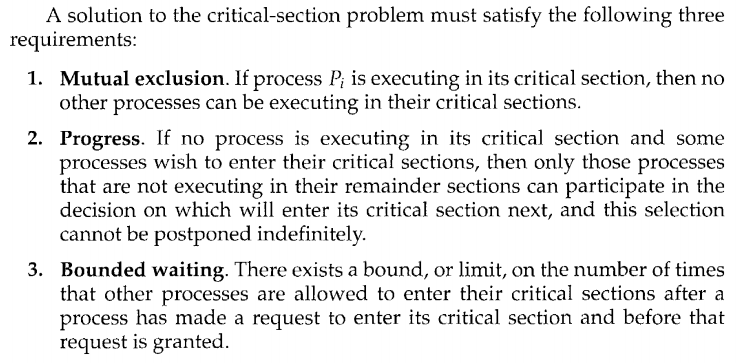 A solution to the critical-section problem must satisfy the following three
requirements:
1. Mutual exclusion. If process Pi is executing in its critical section, then no
other processes can be executing in their critical sections.
2. Progress. If no process is executing in its critical section and some
processes wish to enter their critical sections, then only those processes
that are not executing in their remainder sections can participate in the
decision on which will enter its critical section next, and this selection
cannot be postponed indefinitely.
3. Bounded waiting. There exists a bound, or limit, on the number of times
that other processes are allowed to enter their critical sections after a
process has made a request to enter its critical section and before that
request is granted.